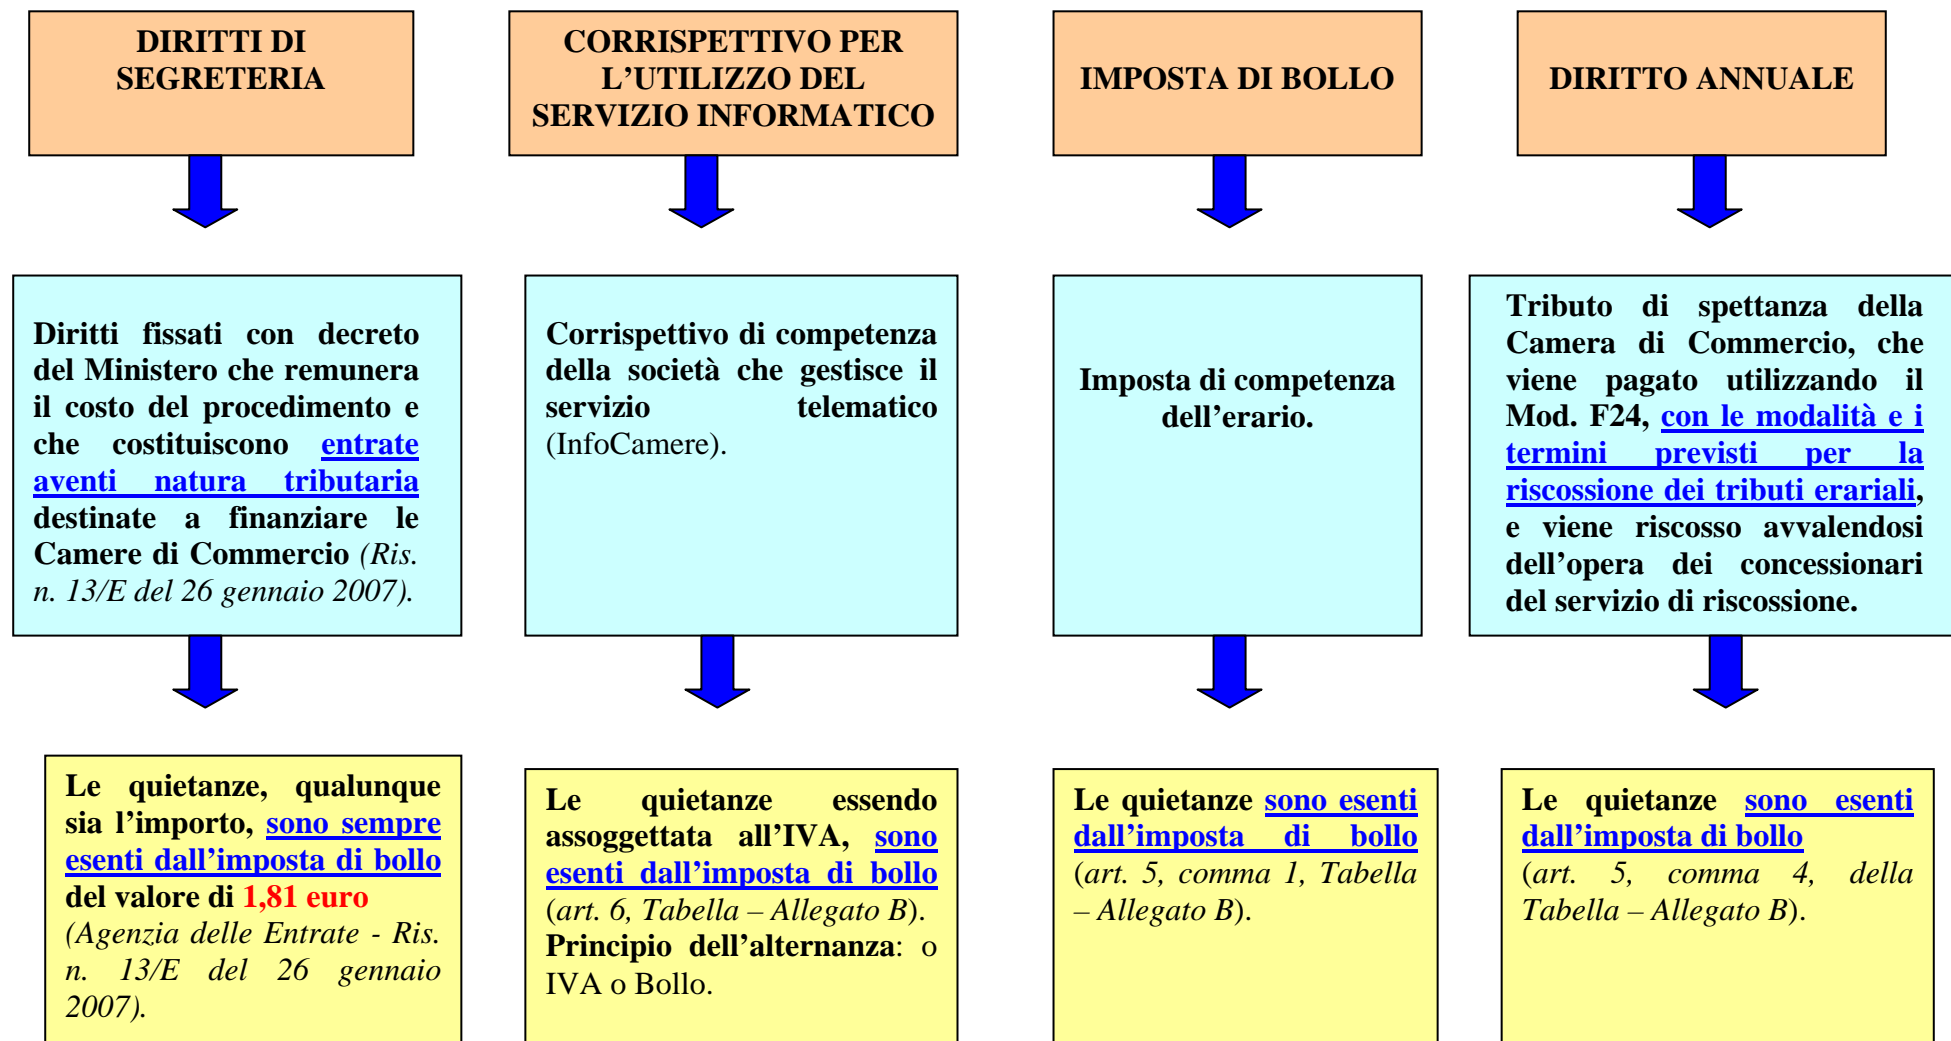 DIRITTI DI
SEGRETERIA
CORRISPETTIVO PER
L’UTILIZZO DEL
SERVIZIO INFORMATICO
IMPOSTA DI BOLLO
DIRITTO ANNUALE
Diritti fissati con decreto
del Ministero che remunera
il costo del procedimento e
che costituiscono entrate
aventi natura tributaria
destinate a finanziare le
Camere di Commercio (Ris.
n. 13/E del 26 gennaio 2007).
Corrispettivo di competenza
della società che gestisce il
servizio telematico
(InfoCamere).
Imposta di competenza
dell’erario.
Tributo di spettanza della
Camera di Commercio, che
viene pagato utilizzando il
Mod. F24, con le modalità e i
termini previsti per la
riscossione dei tributi erariali,
e viene riscosso avvalendosi
dell’opera dei concessionari
del servizio di riscossione.
Le quietanze, qualunque
sia l’importo, sono sempre
esenti dall’imposta di bollo
del valore di 1,81 euro
(Agenzia delle Entrate - Ris.
n. 13/E del 26 gennaio
2007).
Le quietanze essendo
assoggettata all’IVA, sono
esenti dall’imposta di bollo
(art. 6, Tabella – Allegato B).
Principio dell’alternanza: o
IVA o Bollo.
Le quietanze sono esenti
dall’imposta di bollo
(art. 5, comma 1, Tabella
– Allegato B).
Le quietanze sono esenti
dall’imposta di bollo
(art. 5, comma 4, della
Tabella – Allegato B).